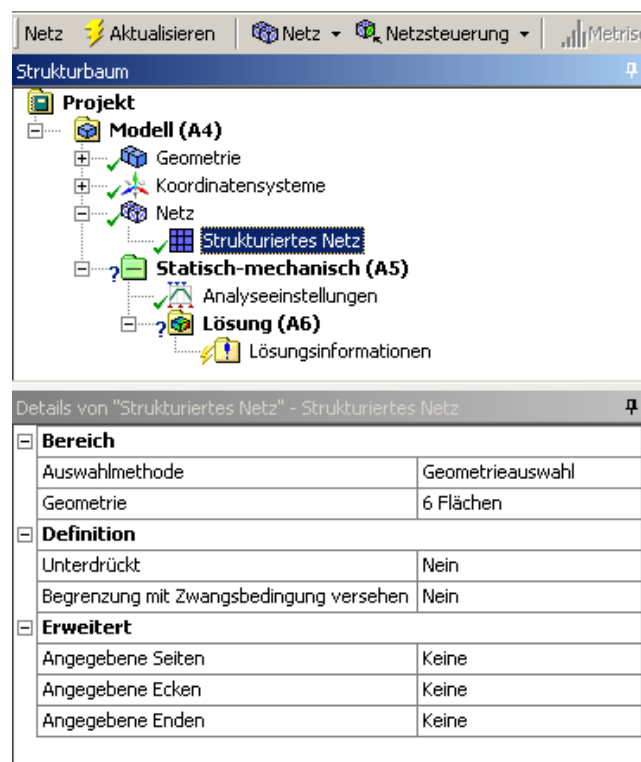 Netz Aktualisieren Netz Netzsteuerung
Strukturbaum
Projekt
Modell (A4)
Geometrie
Koordinatensysteme
Netz
Strukturiertes Netz
Statisch-mechanisch (A5)
Analyseeinstellungen
Lösung (A6)
Lösungsinformationen
Details von "Strukturiertes Netz" - Strukturiertes Netz
Bereich
Auswahlmethode Geometrieauswahl
Geometrie 6 Flächen
Definition
Unterdrückt Nein
Begrenzung mit Zwangsbedingung versehen Nein
Erweitert
Angegebene Seiten Keine
Angegebene Ecken Keine
Angegebene Enden Keine